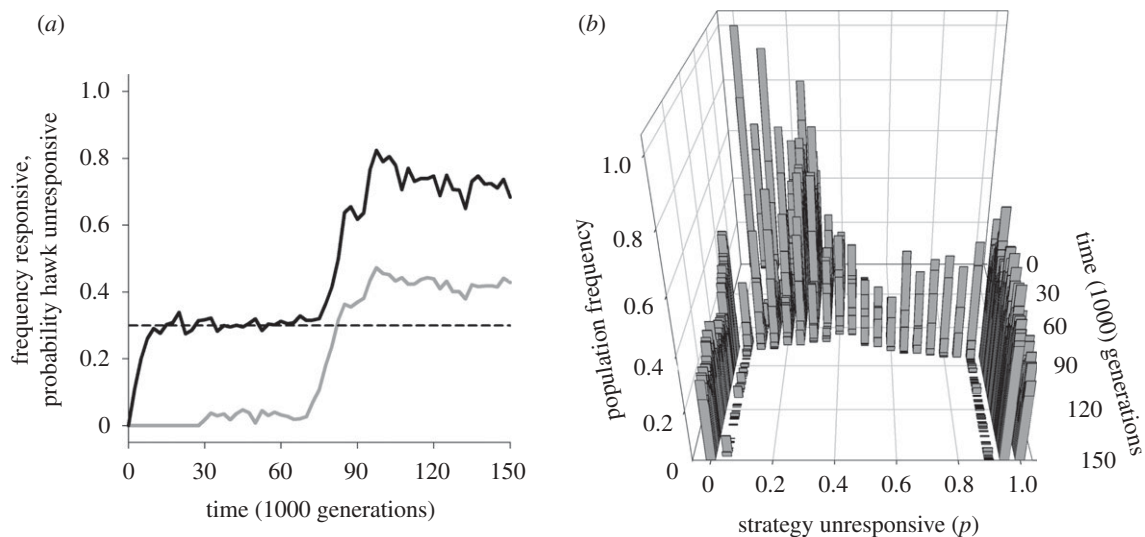 (a)
frequency responsive,
probability hawk unresponsive
1.0
0.8
0.6
0.4
0.2
0
0 30 60 90 120 150
time (1000 generations)
(b)
population frequency
1.0
0.8
0.6
0.4
0.2
0
0 0.2 0.4 0.6 0.8 1.0
strategy unresponsive (p)
time (1000) generations
0
30
60
90
120
150